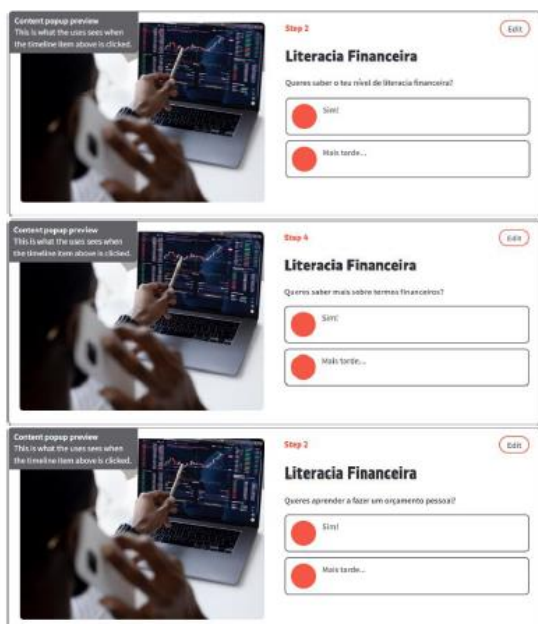 Content popup preview
This is what the uses sees when
the timeline item above is clicked.
Step 2
Edit
Literacia Financeira
Queres saber o teu nível de literacia financeira?
Sim!
Mais tarde...
Content popup preview
This is what the uses sees when
the timeline item above is clicked.
Step 4
Edit
Literacia Financeira
Queres saber mais sobre termos financeiros?
Sim!
Mais tarde...
Content popup preview
This is what the uses sees when
the timeline item above is clicked.
Step 2
Edit
Literacia Financeira
Queres aprender a fazer um orçamento pessoal?
Sim!
Mais tarde...